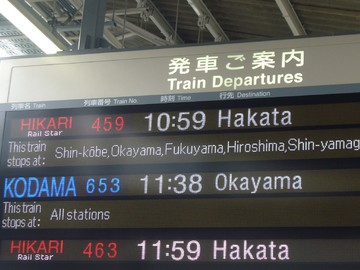 発車ご案内
Train Departures
列車名 Train 列車番号 Train No. 時刻 Time 行先 Destination
HIKARI Rail Star 459 10:59 Hakata
This train stops at: Shin-kōbe,Okayama,Fukuyama,Hiroshima,Shin-yamag
KODAMA 653 11:38 Okayama
This train stops at: All stations
HIKARI Rail Star 463 11:59 Hakata